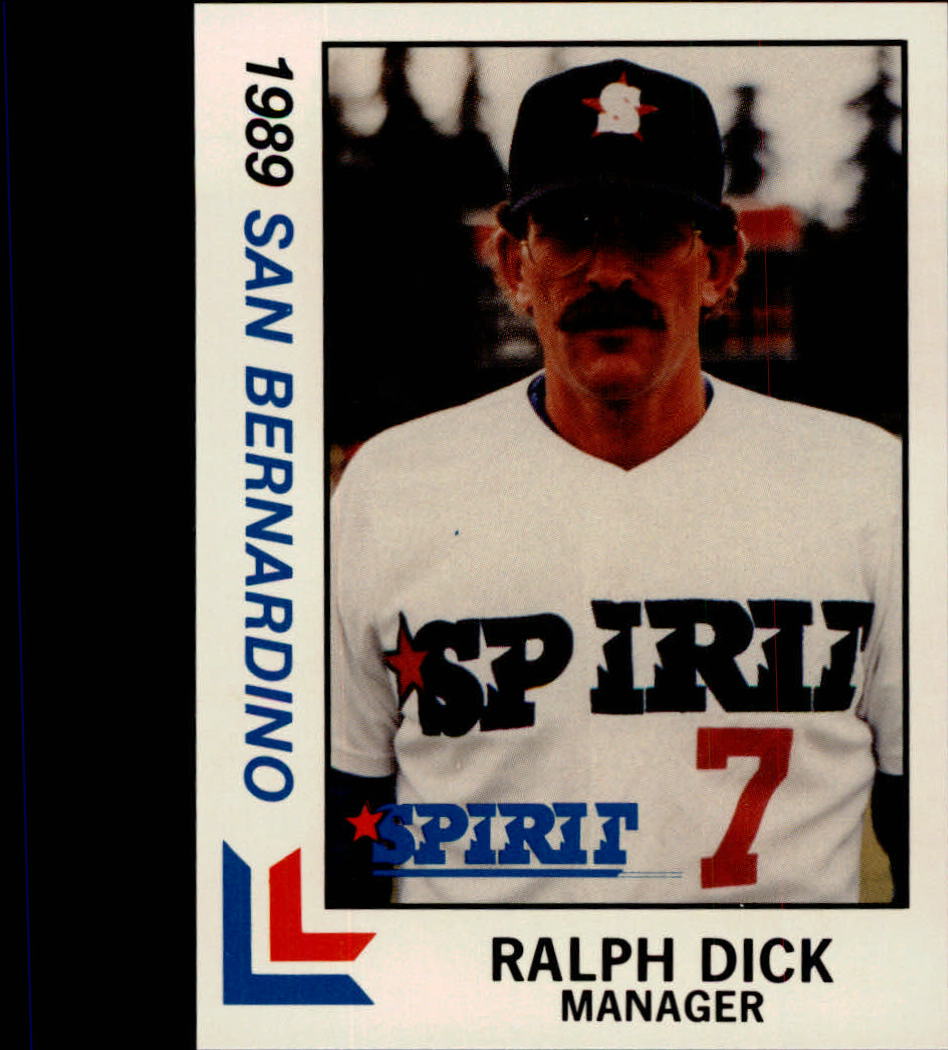 1989 SAN BERNARDINO
S
SPIRIT
7
SPIRIT
RALPH DICK
MANAGER